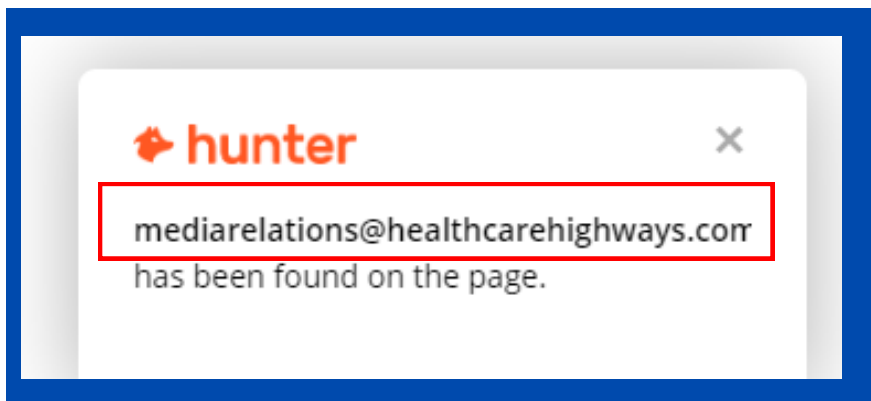 hunter
mediarelations@healthcarehighways.com
has been found on the page.